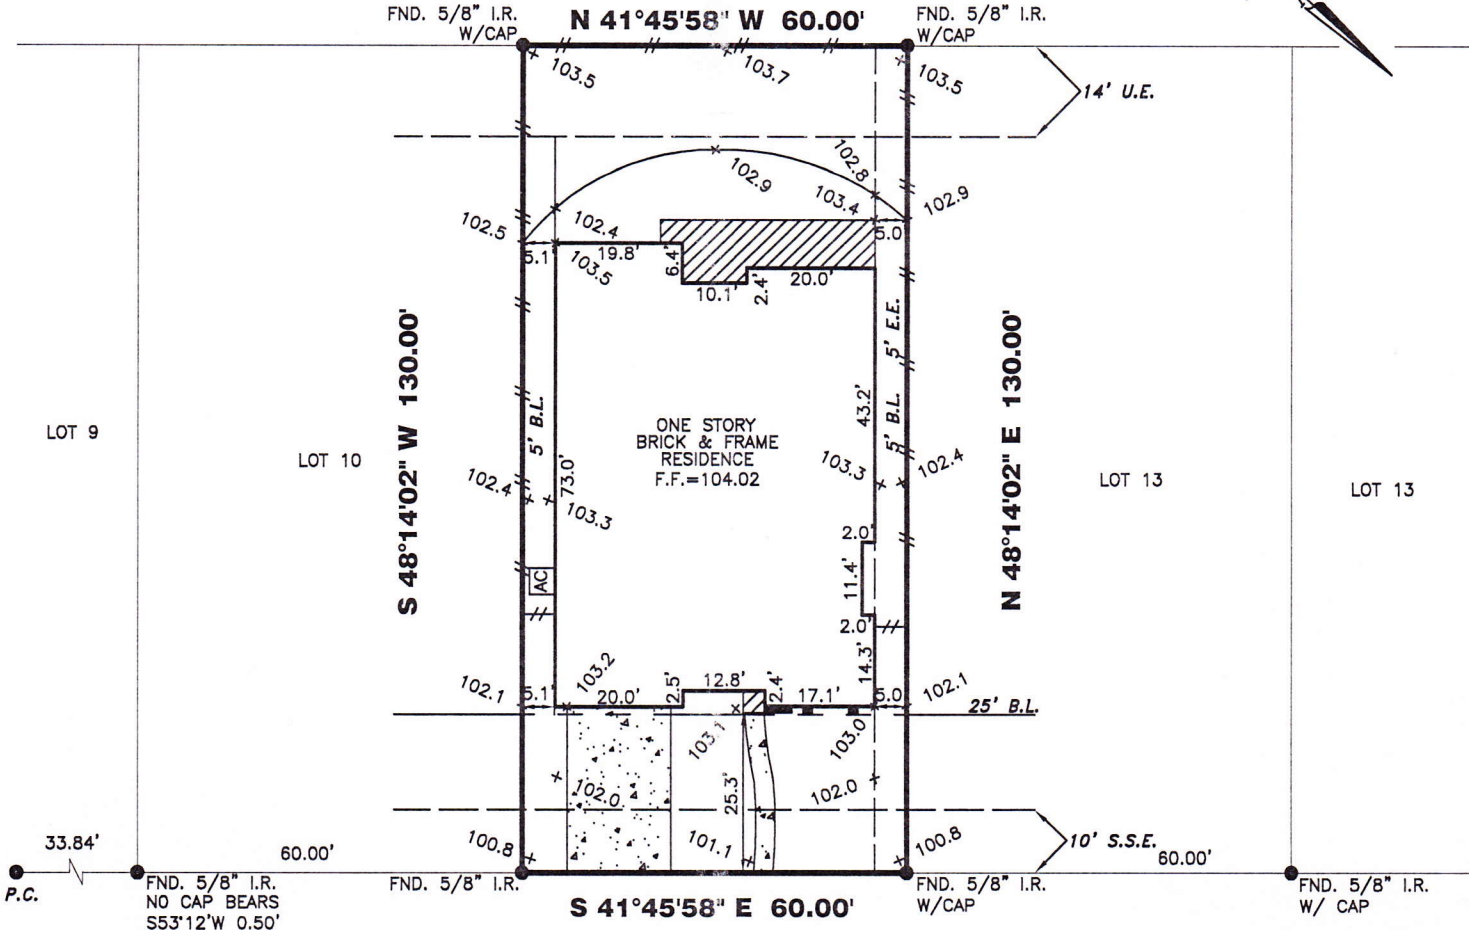 FND. 5/8" I.R.
W/CAP
N 41°45'58" W 60.00'
FND. 5/8" I.R.
W/CAP
103.5
103.7
103.5
14' U.E.
102.8
102.9
103.4
102.9
102.5
102.4
5.0'
5.1'
19.8'
103.5
6.4'
10.1'
2.4'
20.0'
5' E.E.
S 48°14'02" W 130.00'
N 48°14'02" E 130.00'
5' B.L.
43.2'
5' B.L.
LOT 9
LOT 10
ONE STORY
BRICK & FRAME
RESIDENCE
F.F.=104.02
103.3
102.4
LOT 13
LOT 13
102.4
73.0'
103.3
2.0'
AC
11.4'
2.0'
14.3'
103.2
102.1
5.1'
20.0'
2.5'
12.8'
2.4'
17.1'
5.0'
102.1
25' B.L.
103.1
103.0
102.0
25.3'
102.0
33.84'
60.00'
100.8
101.1
100.8
10' S.S.E.
60.00'
P.C.
FND. 5/8" I.R.
NO CAP BEARS
S53°12'W 0.50'
FND. 5/8" I.R.
S 41°45'58" E 60.00'
FND. 5/8" I.R.
W/CAP
FND. 5/8" I.R.
W/ CAP